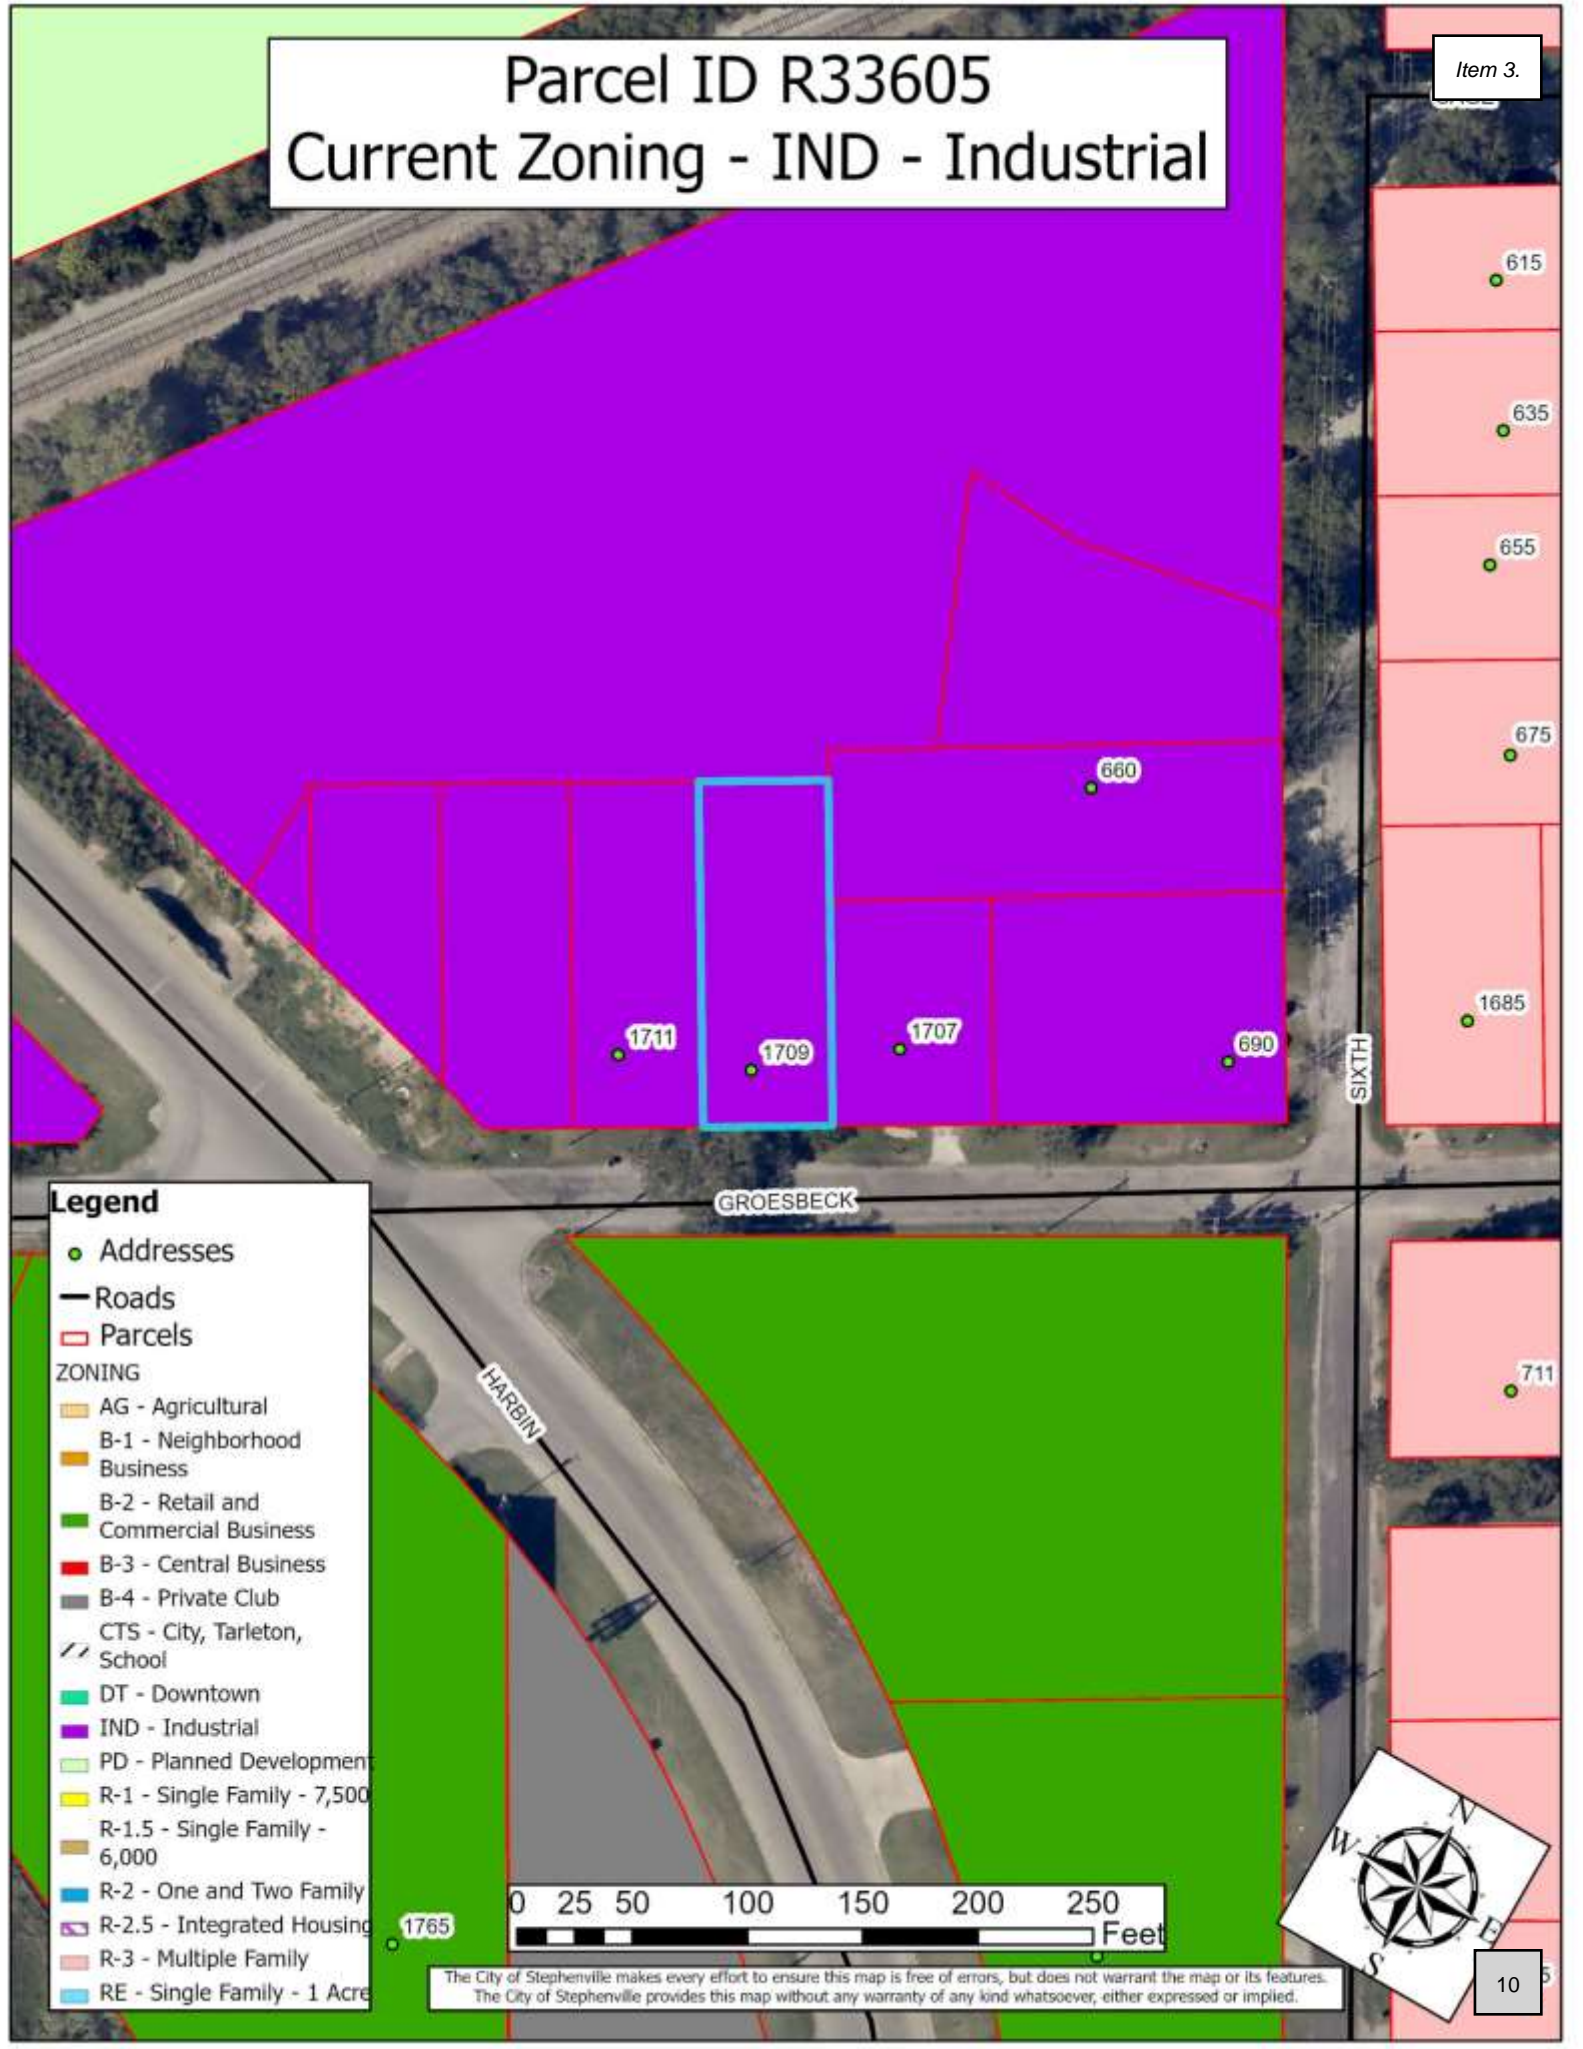 Parcel ID R33605
Current Zoning - IND - Industrial
Item 3.
615
635
655
675
660
1685
1711
1709
1707
690
SIXTH
GROESBECK
HARBIN
711
Legend
Addresses
Roads
Parcels
ZONING
AG - Agricultural
B-1 - Neighborhood
Business
B-2 - Retail and
Commercial Business
B-3 - Central Business
B-4 - Private Club
CTS - City, Tarleton,
School
DT - Downtown
IND - Industrial
PD - Planned Development
R-1 - Single Family - 7,500
R-1.5 - Single Family -
6,000
R-2 - One and Two Family
R-2.5 - Integrated Housing
R-3 - Multiple Family
RE - Single Family - 1 Acre
1765
0 25 50 100 150 200 250
Feet
N
W
E
S
10
The City of Stephenville makes every effort to ensure this map is free of errors, but does not warrant the map or its features.
The City of Stephenville provides this map without any warranty of any kind whatsoever, either expressed or implied.